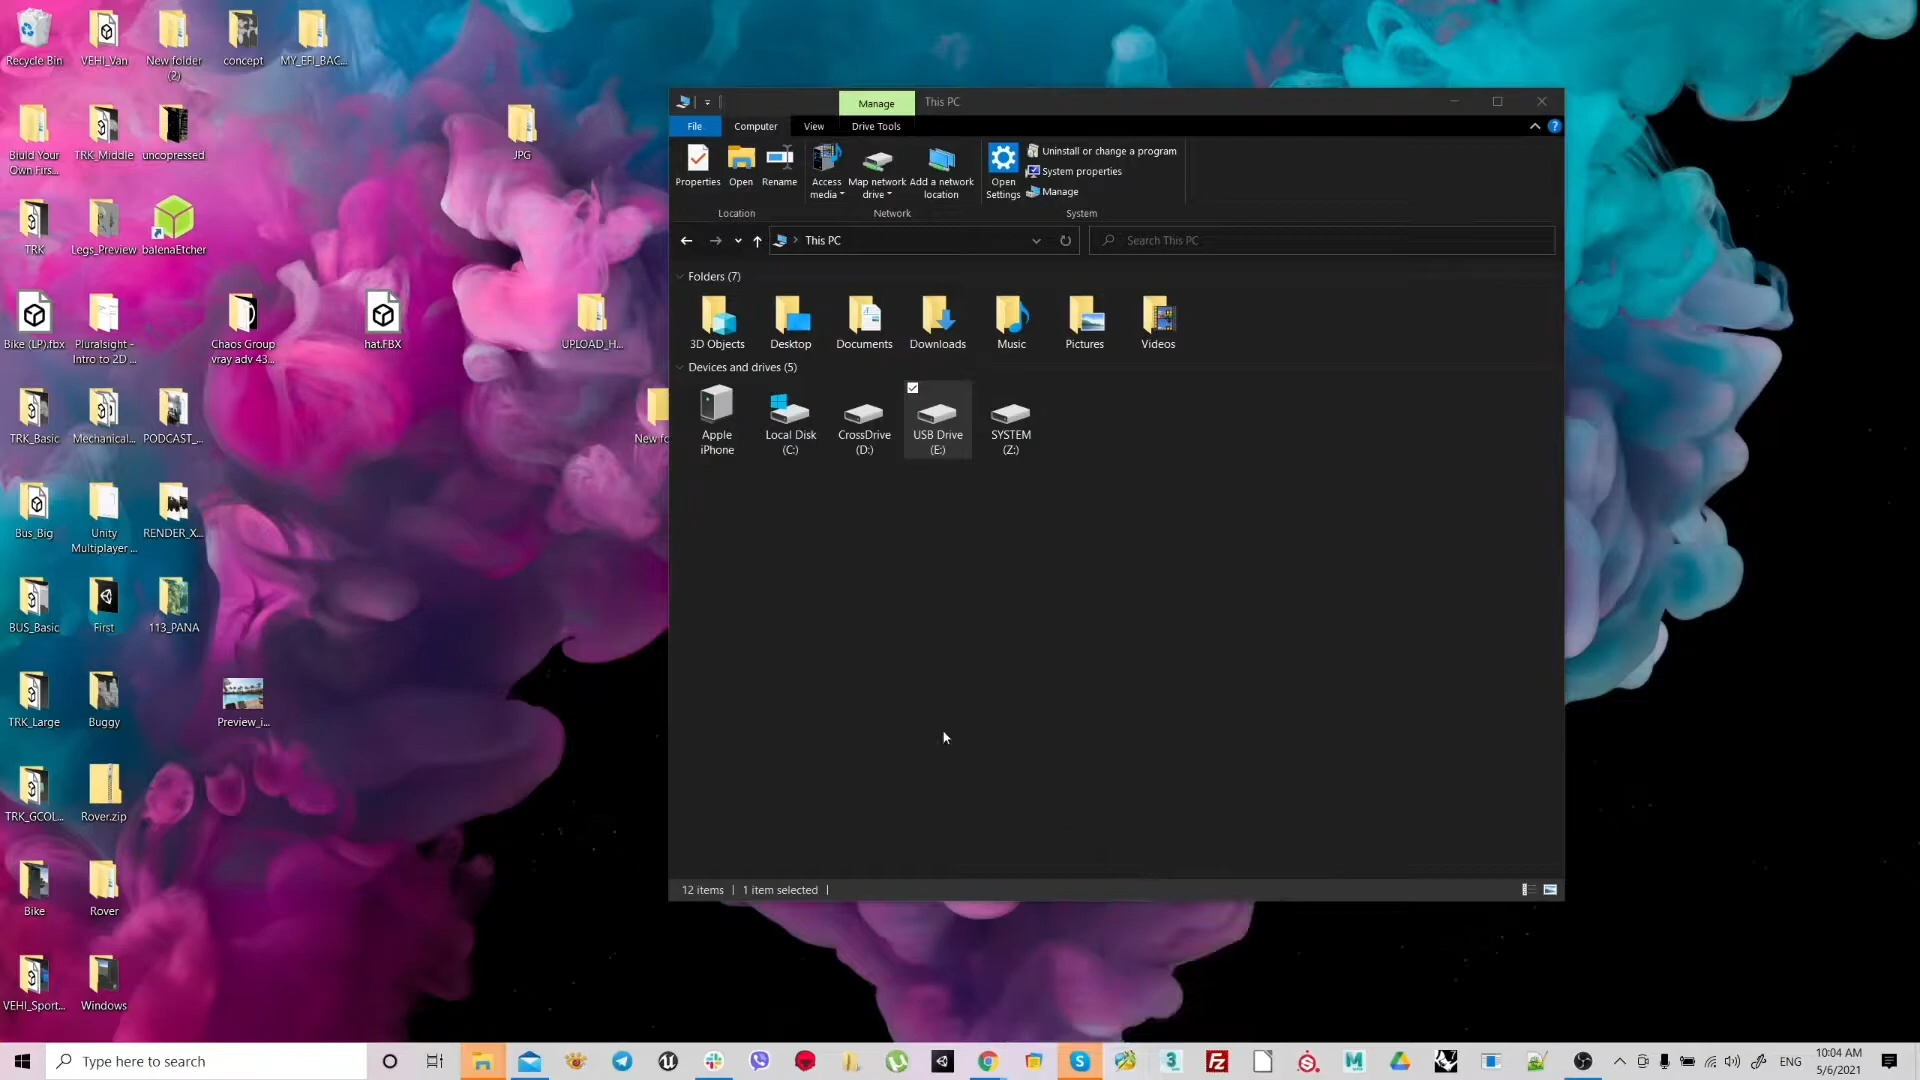 Recycle Bin
VEHI_Van
New folder
(2)
concept
MY_EFI_BAC...
Biuld Your
Own Firs...
TRK_Middle
uncopressed
JPG
TRK
Legs_Preview
balenaEtcher
Bike (LP).fbx
Pluralsight -
Intro to 2D ...
Chaos Group
vray adv 43...
hat.FBX
UPLOAD_H...
TRK_Basic
Mechanical...
PODCAST_...
New fo
Bus_Big
Unity
Multiplayer ...
RENDER_X...
BUS_Basic
First
113_PANA
TRK_Large
Buggy
Preview_i...
TRK_GCOL...
Rover.zip
Bike
Rover
VEHI_Sport...
Windows
Manage
This PC
File
Computer
View
Drive Tools
Properties
Open
Rename
Access
media
Map network
drive
Add a network
location
Open
Settings
Uninstall or change a program
System properties
Manage
Location
Network
System
This PC
Search This PC
Folders (7)
3D Objects
Desktop
Documents
Downloads
Music
Pictures
Videos
Devices and drives (5)
Apple
iPhone
Local Disk
(C:)
CrossDrive
(D:)
USB Drive
(E:)
SYSTEM
(Z:)
12 items
1 item selected
Type here to search
ENG
10:04 AM
5/6/2021